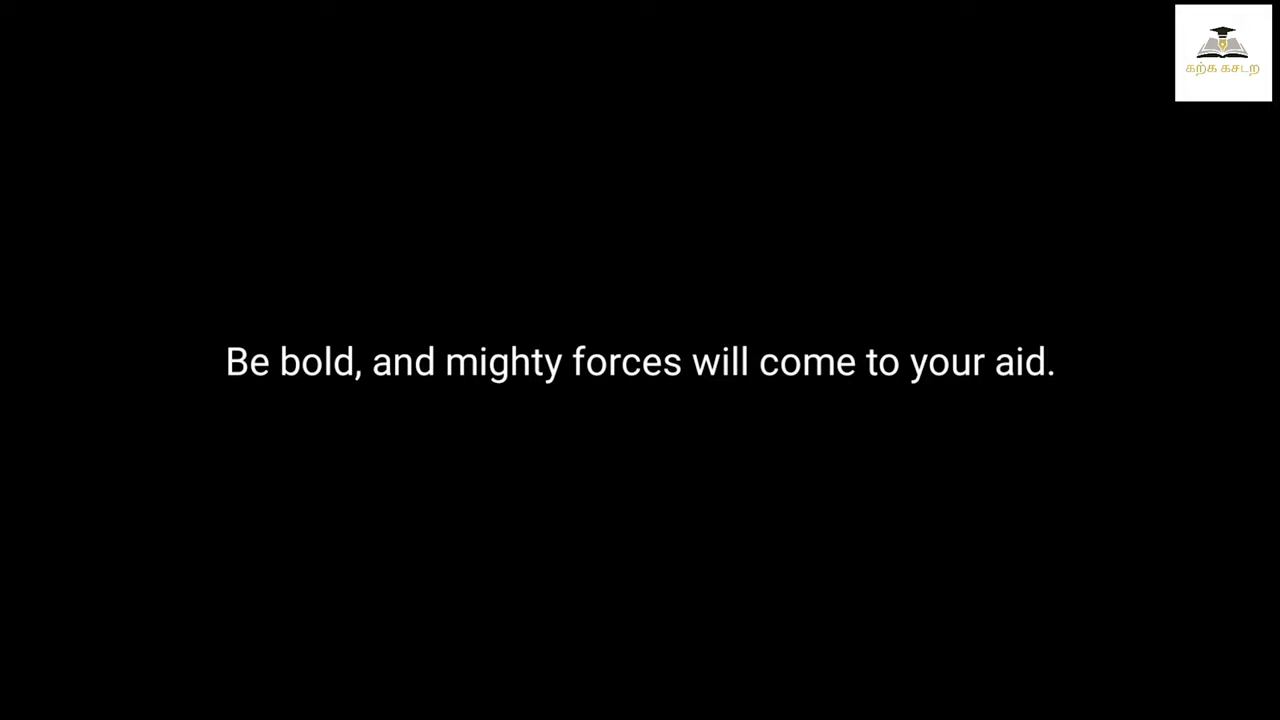 கற்க கசடற
Be bold, and mighty forces will come to your aid.